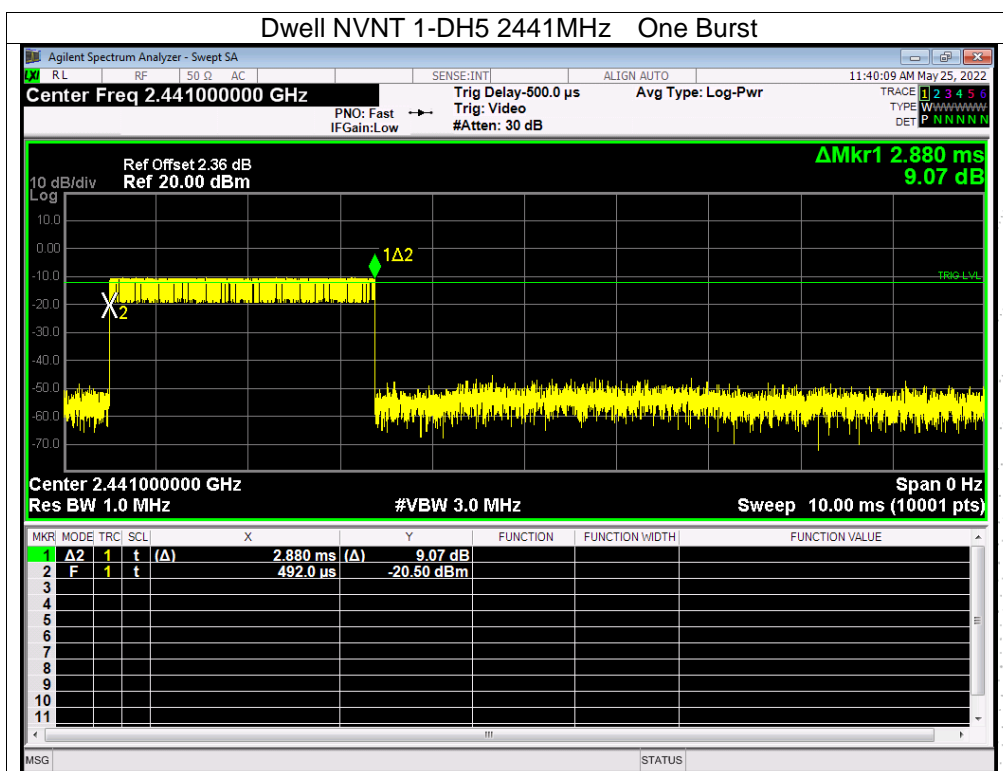 Dwell NVNT 1-DH5 2441MHz One Burst
Agilent Spectrum Analyzer - Swept SA
LXI RL RF 50 Ω AC SENSE:INT ALIGN AUTO 11:40:09 AM May 25, 2022
Center Freq 2.441000000 GHz
PNO: Fast
IFGain:Low
Trig Delay-500.0 µs
Trig: Video
#Atten: 30 dB
Avg Type: Log-Pwr
TRACE 1 2 3 4 5 6
TYPE WWWWWWW
DET P N N N N N
ΔMkr1 2.880 ms
9.07 dB
Ref Offset 2.36 dB
10 dB/div Ref 20.00 dBm
Log
10.0
0.00
-10.0
-20.0
-30.0
-40.0
-50.0
-60.0
-70.0
1Δ2
TRIG LVL
2
Center 2.441000000 GHz Span 0 Hz
Res BW 1.0 MHz #VBW 3.0 MHz Sweep 10.00 ms (10001 pts)
MKR MODE TRC SCL X Y FUNCTION FUNCTION WIDTH FUNCTION VALUE
1 Δ2 1 t (Δ) 2.880 ms (Δ) 9.07 dB
2 F 1 t 492.0 µs -20.50 dBm
3
4
5
6
7
8
9
10
11
MSG STATUS